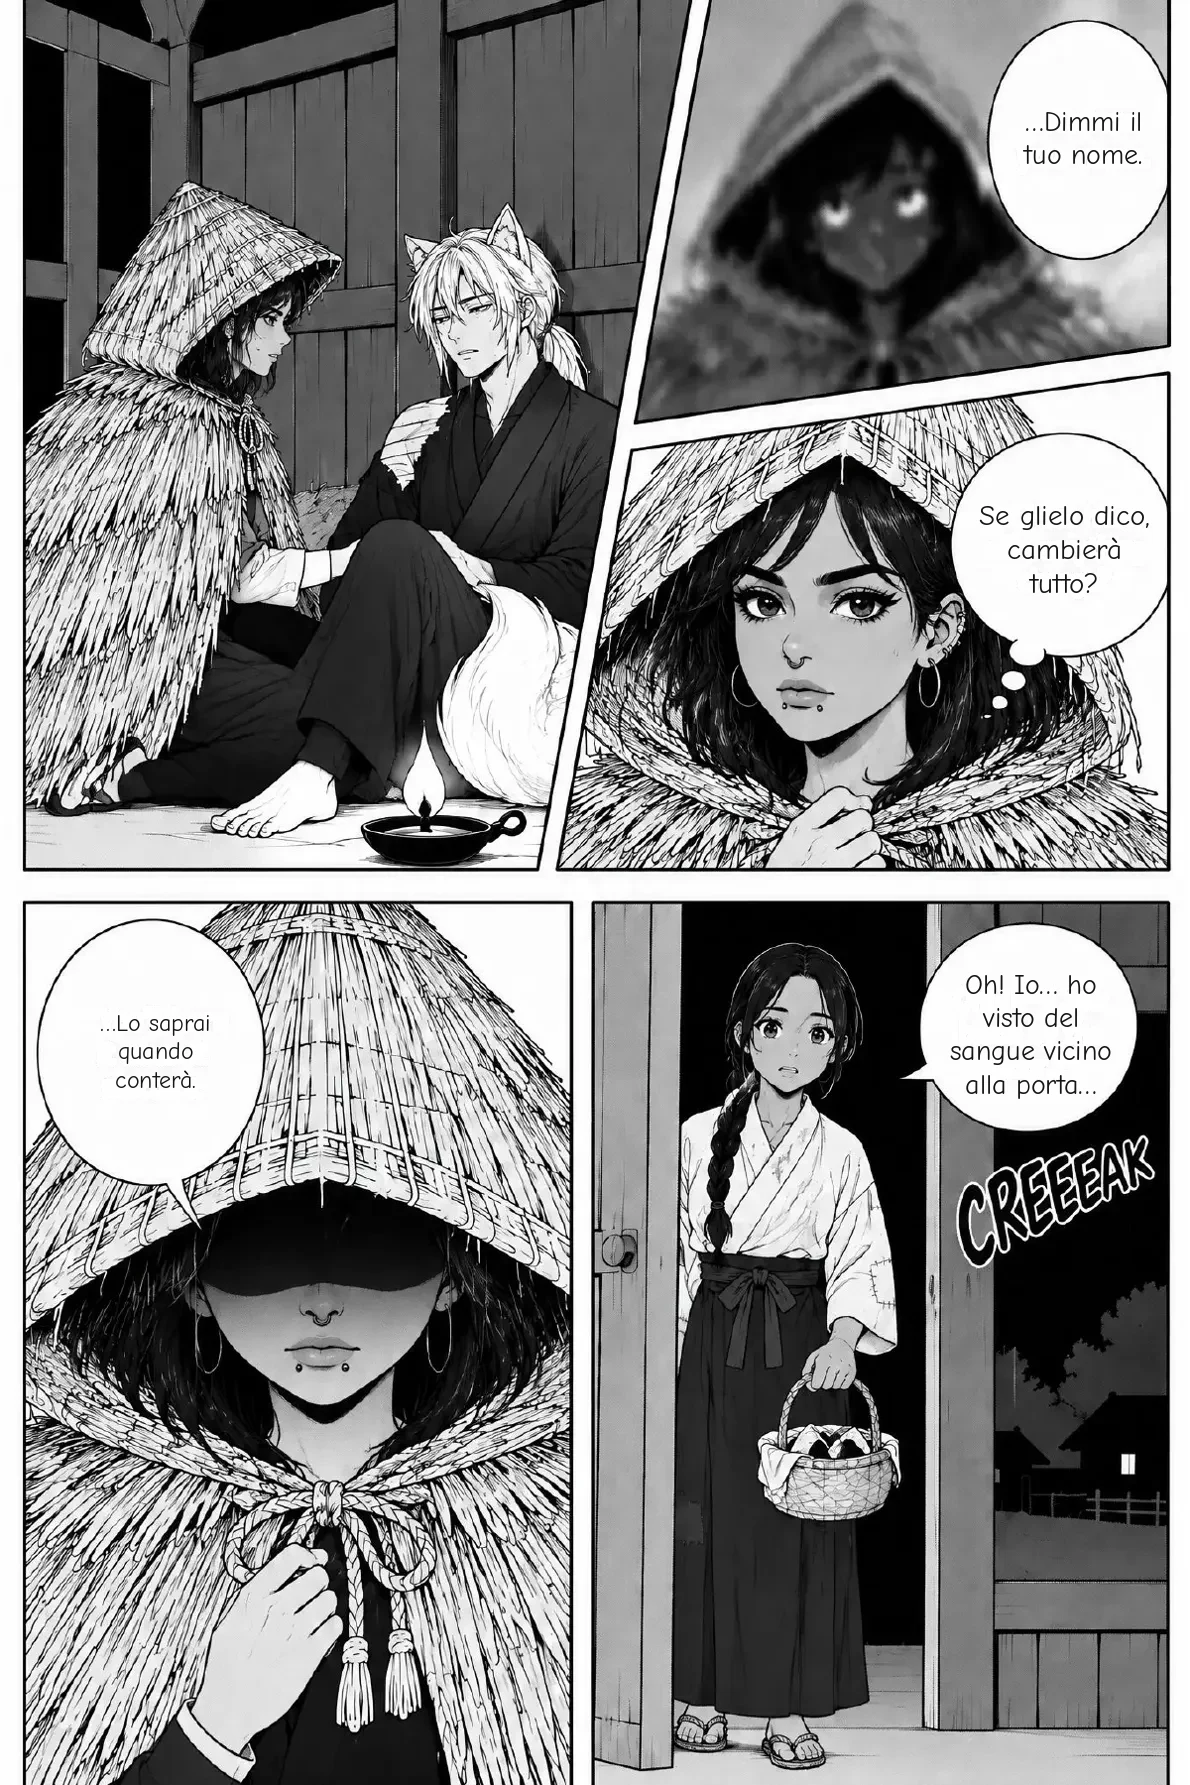 ...Dimmi il
tuo nome.
Se glielo dico,
cambierà
tutto?
...Lo saprai
quando
conterà.
Oh! Io... ho
visto del
sangue vicino
alla porta...
CREEEAK